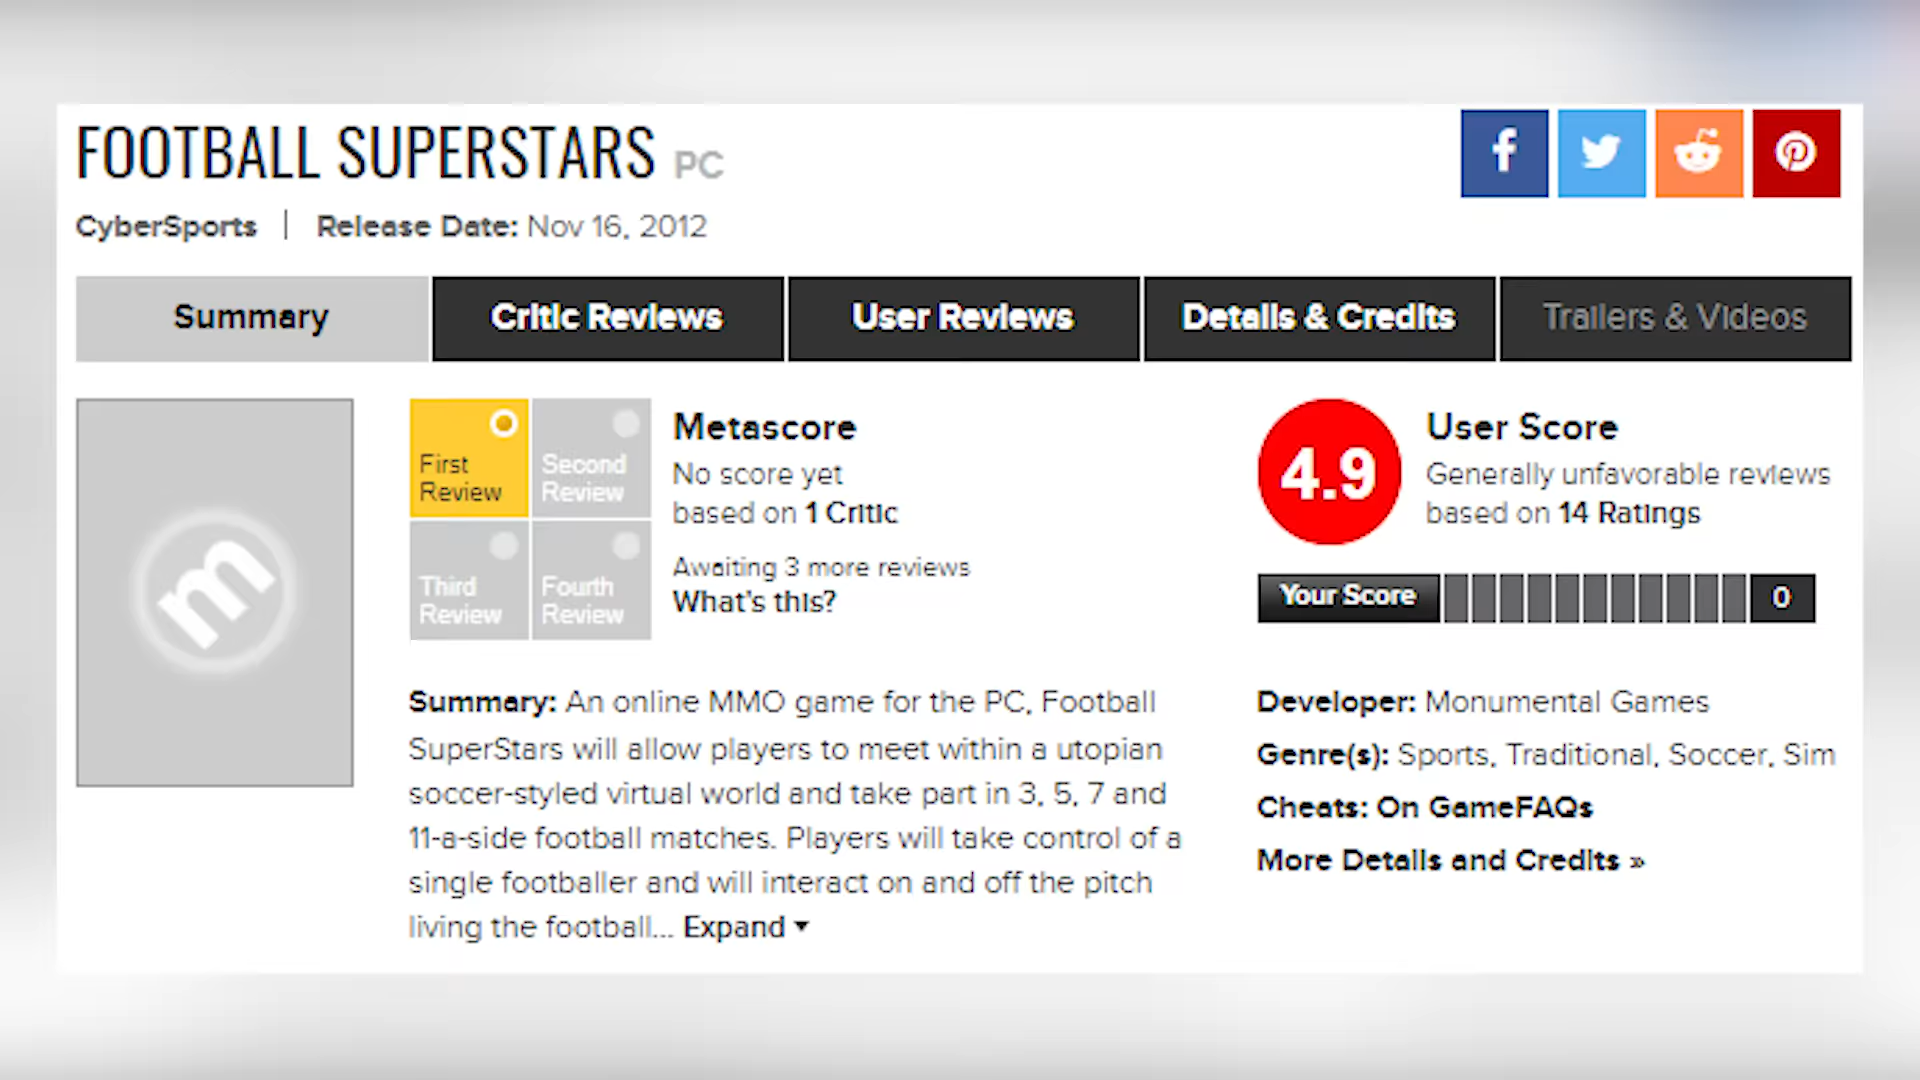 FOOTBALL SUPERSTARS PC
CyberSports | Release Date: Nov 16, 2012
Summary
Critic Reviews
User Reviews
Details & Credits
Trailers & Videos
First Review
Second Review
Third Review
Fourth Review
Metascore
No score yet
based on 1 Critic
Awaiting 3 more reviews
What's this?
4.9
User Score
Generally unfavorable reviews
based on 14 Ratings
Your Score
0
Summary: An online MMO game for the PC, Football
SuperStars will allow players to meet within a utopian
soccer-styled virtual world and take part in 3, 5, 7 and
11-a-side football matches. Players will take control of a
single footballer and will interact on and off the pitch
living the football... Expand
Developer: Monumental Games
Genre(s): Sports, Traditional, Soccer, Sim
Cheats: On GameFAQs
More Details and Credits »